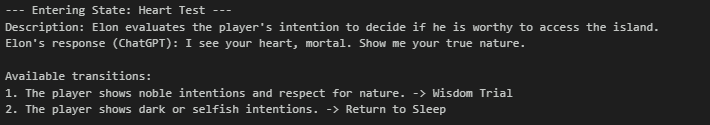 --- Entering State: Heart Test ---
Description: Elon evaluates the player's intention to decide if he is worthy to access the island.
Elon's response (ChatGPT): I see your heart, mortal. Show me your true nature.
Available transitions:
1. The player shows noble intentions and respect for nature. -> Wisdom Trial
2. The player shows dark or selfish intentions. -> Return to Sleep